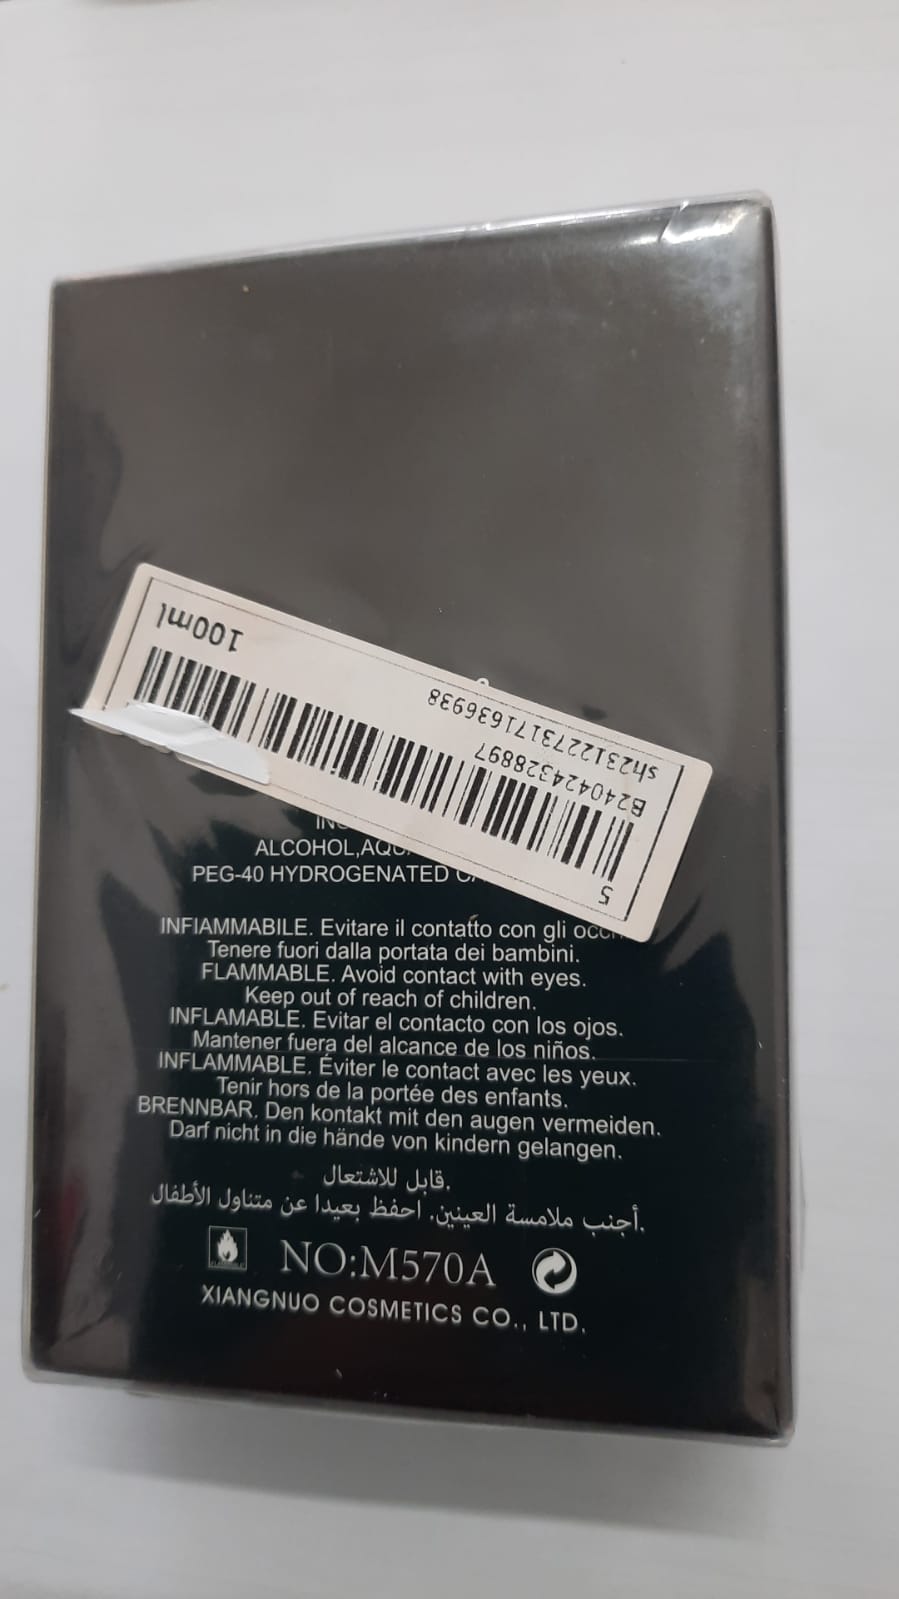 100ml
sh2312227317163​6938
B240424328897
5
ALCOHOL,
PEG-40 HYDROGENATED
INFIAMMABILE. Evitare il contatto con gli
Tenere fuori dalla portata dei bambini.
FLAMMABLE. Avoid contact with eyes.
Keep out of reach of children.
INFLAMABLE. Evitar el contacto con los ojos.
Mantener fuera del alcance de los niños.
INFLAMMABLE. Éviter le contact avec les yeux.
Tenir hors de la portée des enfants.
BRENNBAR. Den kontakt mit den augen vermeiden.
Darf nicht in die hände von kindern gelangen.
قابل للاشتعال.
أجنب ملامسة العينين. احفظ بعيدا عن متناول الأطفال.
NO:M570A
XIANGNUO COSMETICS CO., LTD.